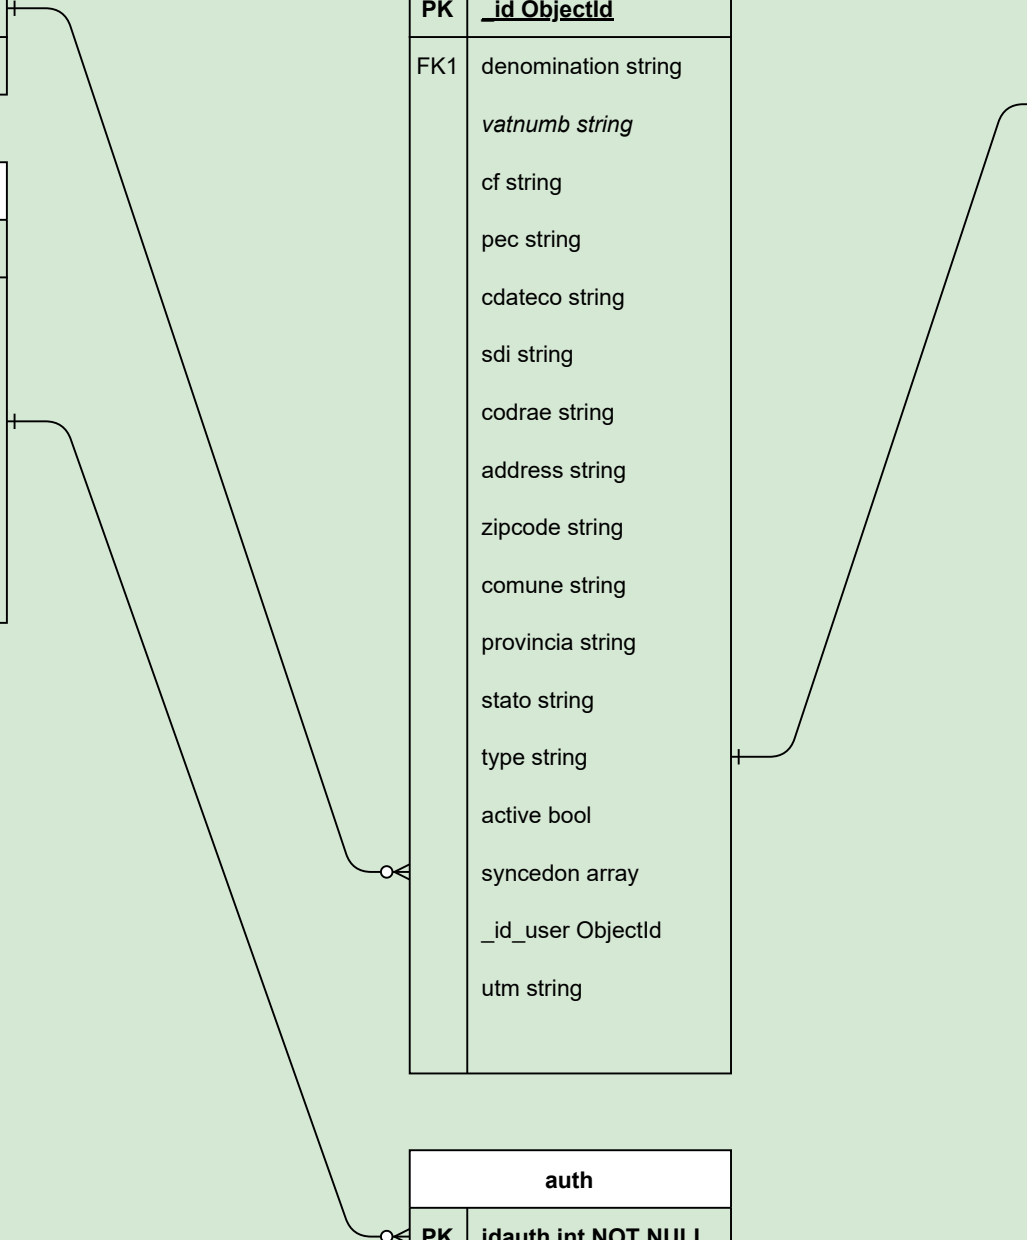 PK _id ObjectId
FK1 denomination string
vatnumb string
cf string
pec string
cdateco string
sdi string
codrae string
address string
zipcode string
comune string
provincia string
stato string
type string
active bool
syncedon array
_id_user ObjectId
utm string
auth
PK idauth int NOT NULL